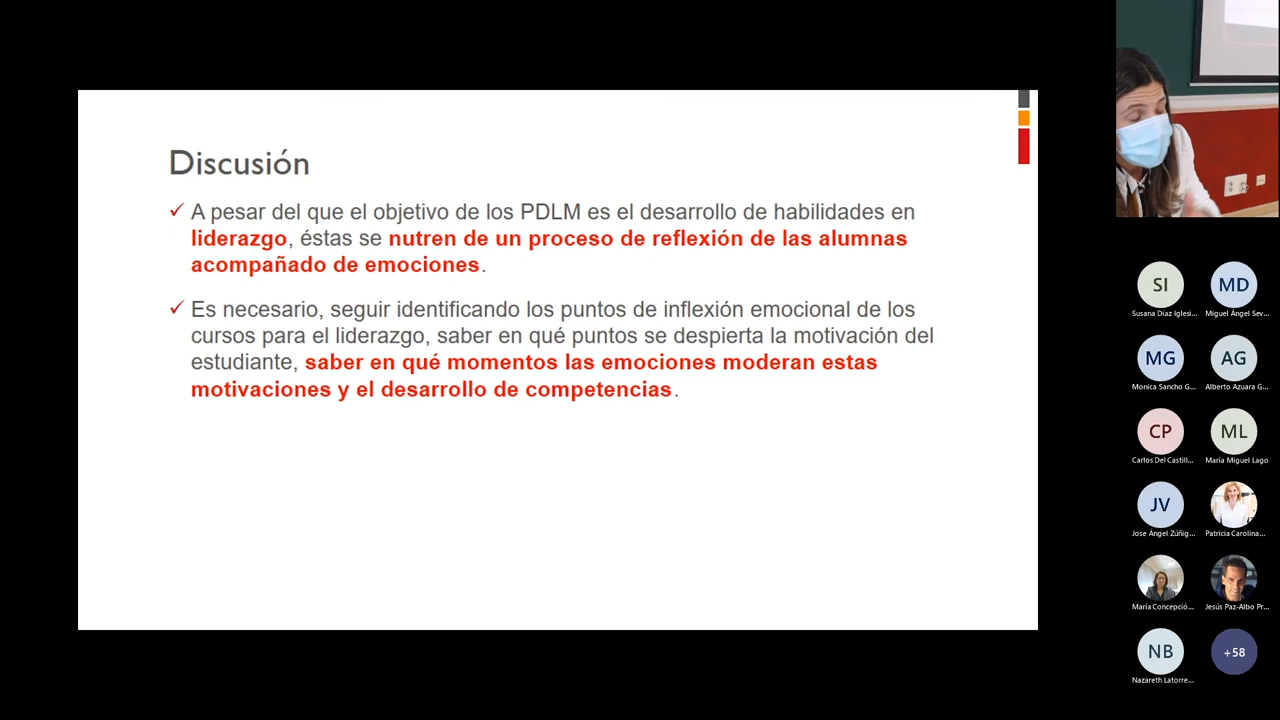 Discusión
A pesar del que el objetivo de los PDLM es el desarrollo de habilidades en
liderazgo, éstas se nutren de un proceso de reflexión de las alumnas
acompañado de emociones.
Es necesario, seguir identificando los puntos de inflexión emocional de los
cursos para el liderazgo, saber en qué puntos se despierta la motivación del
estudiante, saber en qué momentos las emociones moderan estas
motivaciones y el desarrollo de competencias.
SI MD
Susana Díaz Iglesi... Miguel Ángel Sev...
MG AG
Monica Sancho G... Alberto Azuara G...
CP ML
Carlos Del Castill... María Miguel Lago
JV
Jose Ángel Zúñig... Patricia Carolina...
María Concepció... Jesús Paz-Albo Pr...
NB +58
Nazareth Latorre...